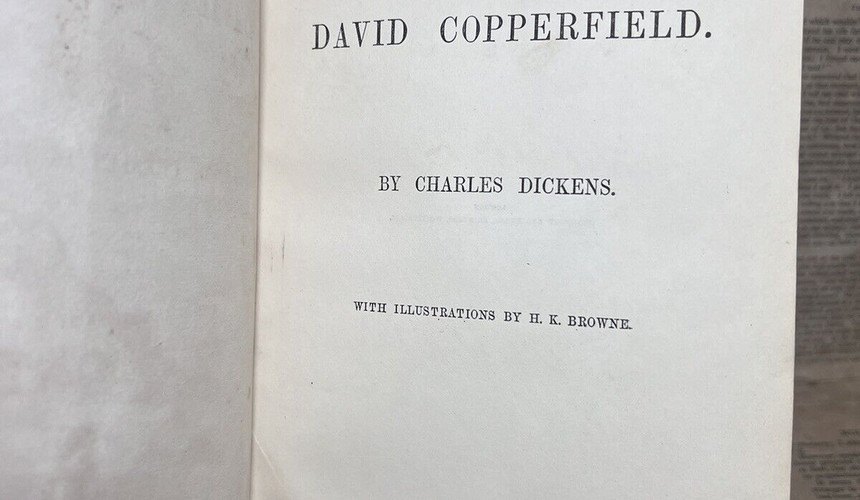 DAVID COPPERFIELD.
BY CHARLES DICKENS.
WITH ILLUSTRATIONS BY H. K. BROWNE.